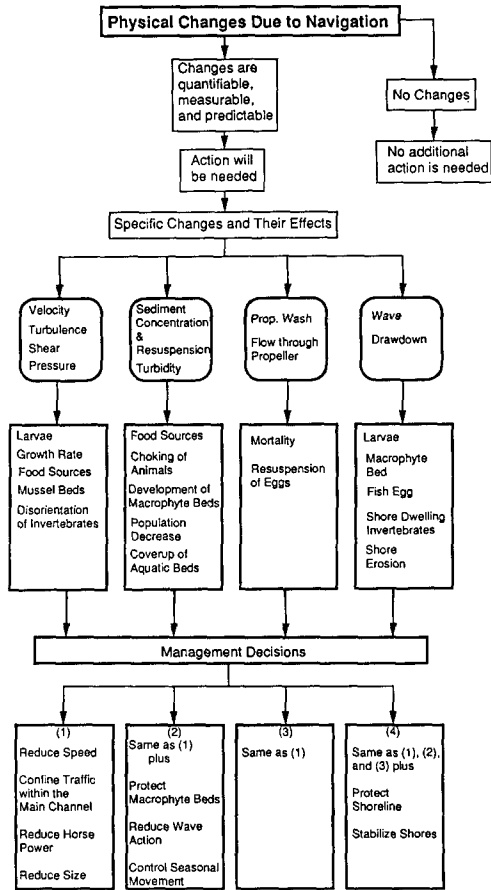 Physical Changes Due to Navigation
Changes are
quantifiable,
measurable,
and predictable
No Changes
Action will
be needed
No additional
action is needed
Specific Changes and Their Effects
Velocity
Turbulence
Shear
Pressure
Sediment
Concentration
&
Resuspension
Turbidity
Prop. Wash
Flow through
Propeller
Wave
Drawdown
Larvae
Growth Rate
Food Sources
Mussel Beds
Disorientation
of Invertebrates
Food Sources
Choking of
Animals
Development of
Macrophyte Beds
Population
Decrease
Coverup of
Aquatic Beds
Mortality
Resuspension
of Eggs
Larvae
Macrophyte
Bed
Fish Egg
Shore Dwelling
Invertebrates
Shore
Erosion
Management Decisions
(1)
Reduce Speed
Confine Traffic
within the
Main Channel
Reduce Horse
Power
Reduce Size
(2)
Same as (1)
plus
Protect
Macrophyte Beds
Reduce Wave
Action
Control Seasonal
Movement
(3)
Same as (1)
(4)
Same as (1), (2),
and (3) plus
Protect
Shoreline
Stabilize Shores